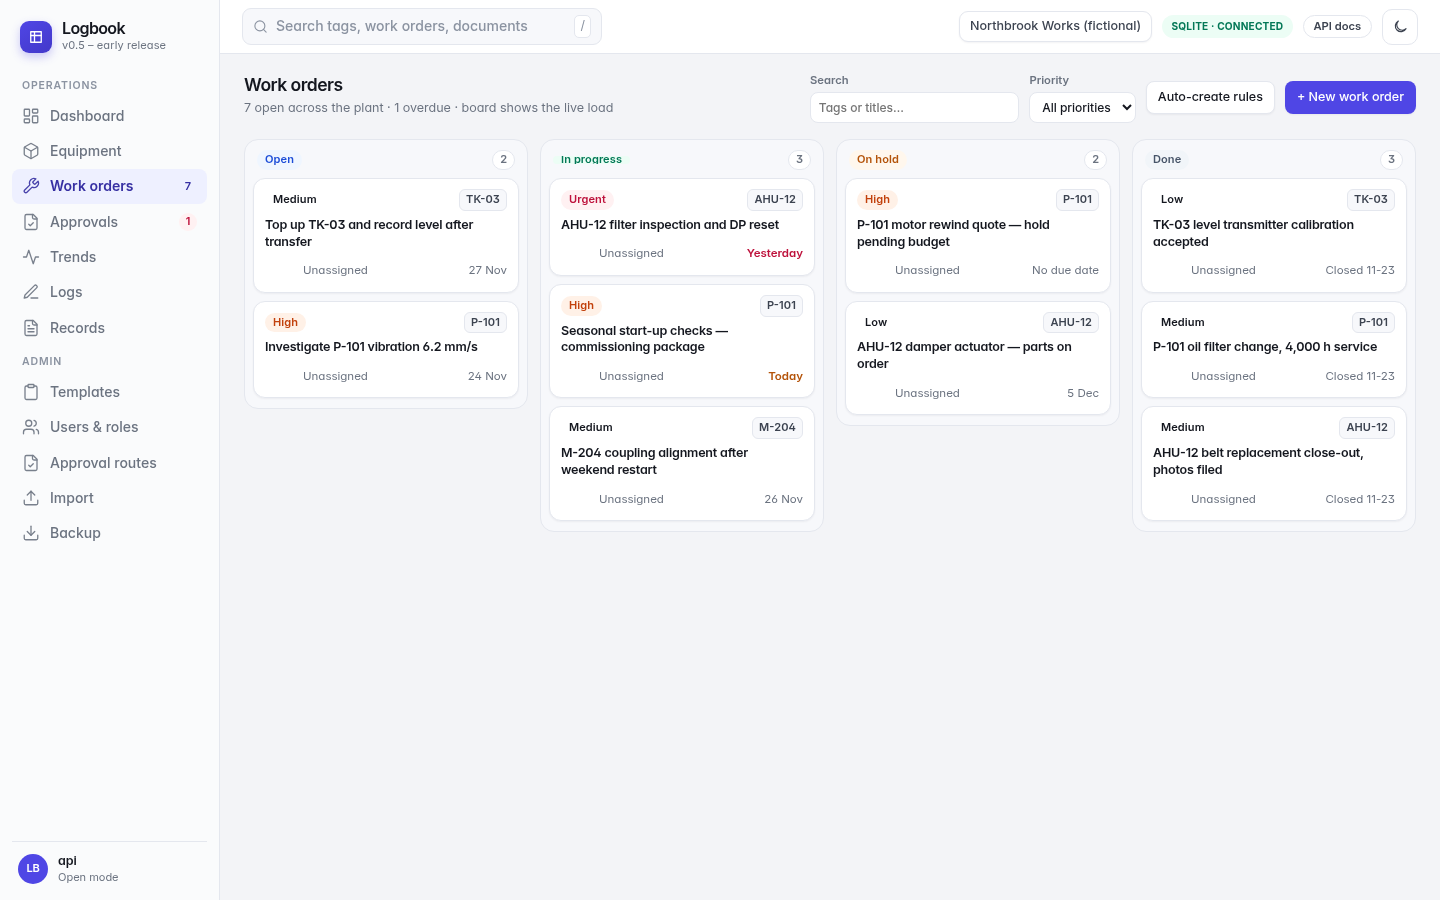 Logbook
v0.5 – early release
OPERATIONS
Dashboard
Equipment
Work orders 7
Approvals 1
Trends
Logs
Records
ADMIN
Templates
Users & roles
Approval routes
Import
Backup
LB
api
Open mode
Search tags, work orders, documents /
Northbrook Works (fictional)
SQLITE · CONNECTED
API docs
Work orders
7 open across the plant · 1 overdue · board shows the live load
Search
Tags or titles...
Priority
All priorities
Auto-create rules
+ New work order
Open 2
Medium TK-03
Top up TK-03 and record level after
transfer
Unassigned 27 Nov
High P-101
Investigate P-101 vibration 6.2 mm/s
Unassigned 24 Nov
In progress 3
Urgent AHU-12
AHU-12 filter inspection and DP reset
Unassigned Yesterday
High P-101
Seasonal start-up checks —
commissioning package
Unassigned Today
Medium M-204
M-204 coupling alignment after
weekend restart
Unassigned 26 Nov
On hold 2
High P-101
P-101 motor rewind quote — hold
pending budget
Unassigned No due date
Low AHU-12
AHU-12 damper actuator — parts on
order
Unassigned 5 Dec
Done 3
Low TK-03
TK-03 level transmitter calibration
accepted
Unassigned Closed 11-23
Medium P-101
P-101 oil filter change, 4,000 h service
Unassigned Closed 11-23
Medium AHU-12
AHU-12 belt replacement close-out,
photos filed
Unassigned Closed 11-23